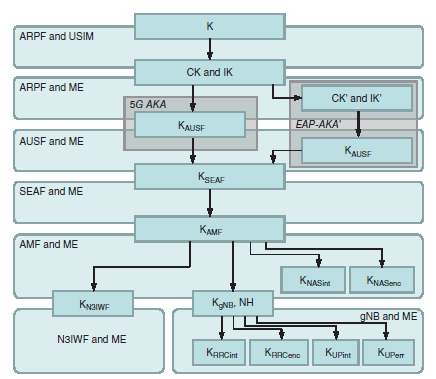 K
ARPF and USIM
CK and IK
ARPF and ME
CK' and IK'
5G AKA
KAUSF
EAP-AKA'
AUSF and ME
KAUSF
KSEAF
SEAF and ME
KAMF
AMF and ME
KNASint
KNASenc
KN3IWF
KgNB, NH
gNB and ME
N3IWF and ME
KRRCint
KRRCenc
KUPint
KUPerr